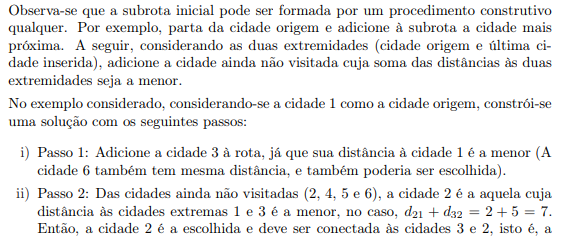 Observa-se que a subrota inicial pode ser formada por um procedimento construtivo
qualquer. Por exemplo, parta da cidade origem e adicione à subrota a cidade mais
próxima. A seguir, considerando as duas extremidades (cidade origem e última ci-
dade inserida), adicione a cidade ainda não visitada cuja soma das distâncias às duas
extremidades seja a menor.
No exemplo considerado, considerando-se a cidade 1 como a cidade origem, constrói-se
uma solução com os seguintes passos:
i) Passo 1: Adicione a cidade 3 à rota, já que sua distância à cidade 1 é a menor (A
cidade 6 também tem mesma distância, e também poderia ser escolhida).
ii) Passo 2: Das cidades ainda não visitadas (2, 4, 5 e 6), a cidade 2 é a aquela cuja
distância às cidades extremas 1 e 3 é a menor, no caso, d₂₁ + d₃₂ = 2 + 5 = 7.
Então, a cidade 2 é a escolhida e deve ser conectada às cidades 3 e 2, isto é, a